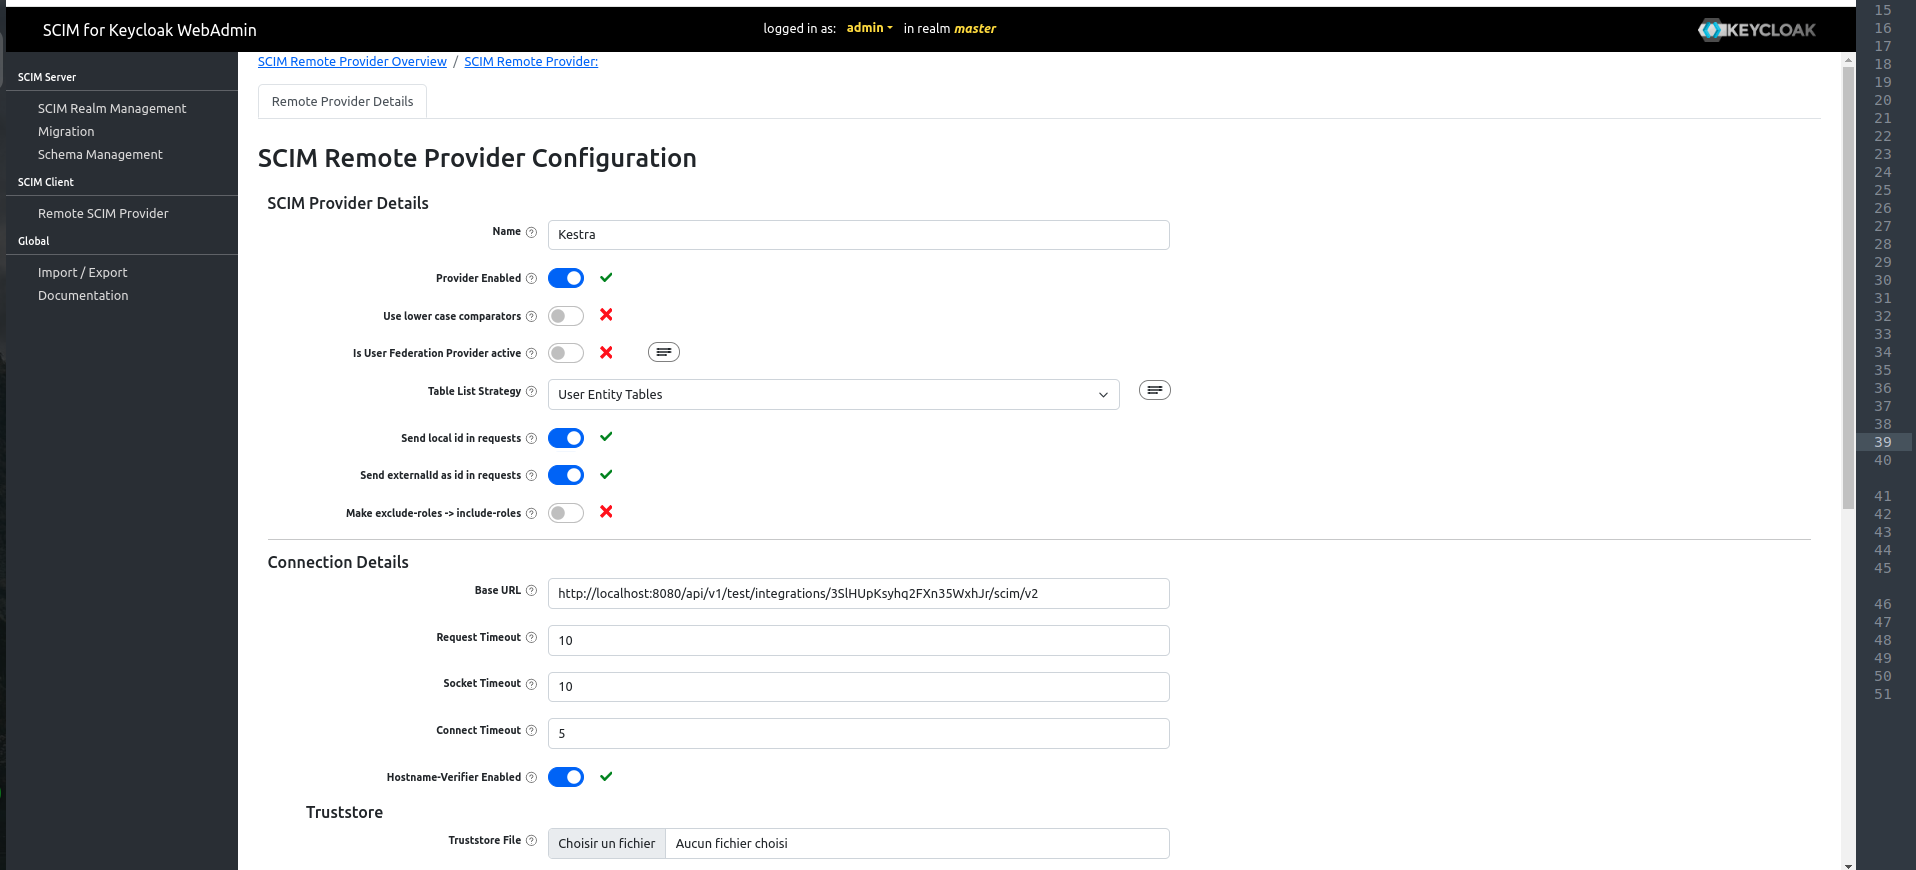 SCIM for Keycloak WebAdmin
logged in as: admin in realm master
KEYCLOAK
SCIM Server
SCIM Realm Management
Migration
Schema Management
SCIM Client
Remote SCIM Provider
Global
Import / Export
Documentation
SCIM Remote Provider Overview / SCIM Remote Provider:
Remote Provider Details
SCIM Remote Provider Configuration
SCIM Provider Details
Name Kestra
Provider Enabled
Use lower case comparators
Is User Federation Provider active
Table List Strategy User Entity Tables
Send local id in requests
Send externalId as id in requests
Make exclude-roles -> include-roles
Connection Details
Base URL http://localhost:8080/api/v1/test/integrations/3SlHUpKsyhq2FXn35WxhJr/scim/v2
Request Timeout 10
Socket Timeout 10
Connect Timeout 5
Hostname-Verifier Enabled
Truststore
Truststore File Choisir un fichier Aucun fichier choisi
15
16
17
18
19
20
21
22
23
24
25
26
27
28
29
30
31
32
33
34
35
36
37
38
39
40
41
42
43
44
45
46
47
48
49
50
51